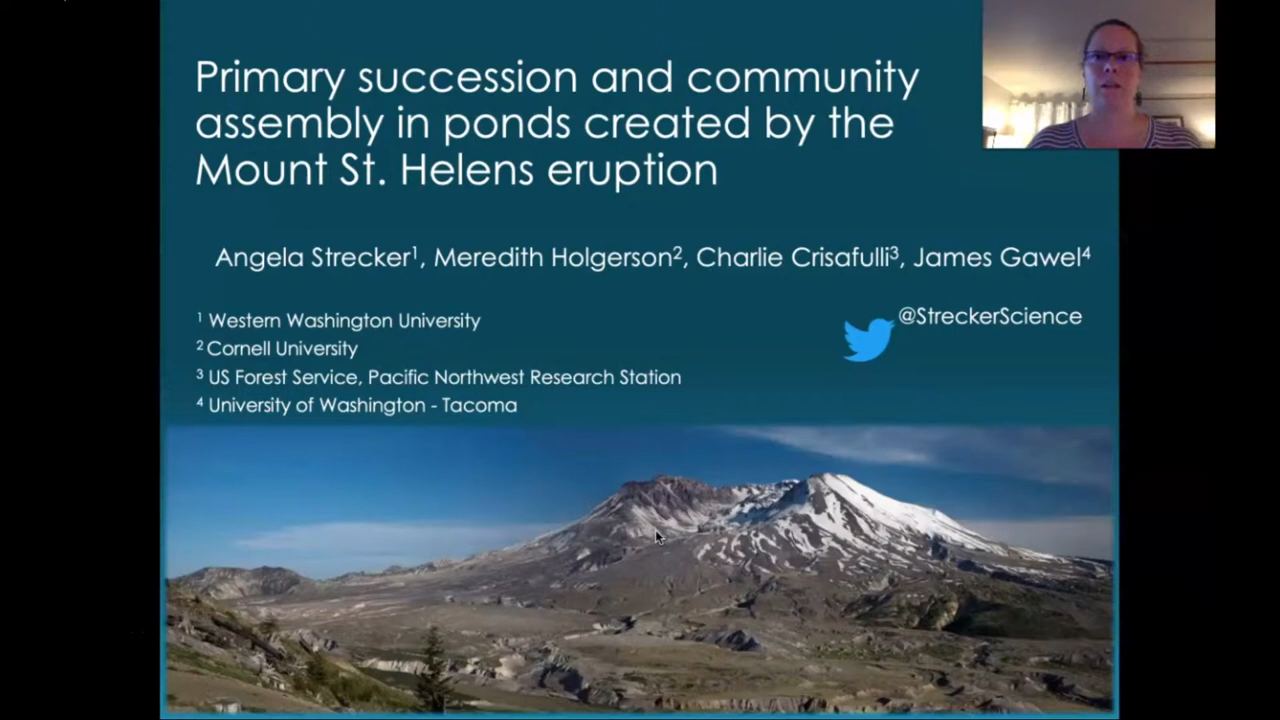 Primary succession and community
assembly in ponds created by the
Mount St. Helens eruption
Angela Strecker¹, Meredith Holgerson², Charlie Crisafulli³, James Gawel⁴
@StreckerScience
¹ Western Washington University
² Cornell University
³ US Forest Service, Pacific Northwest Research Station
⁴ University of Washington - Tacoma